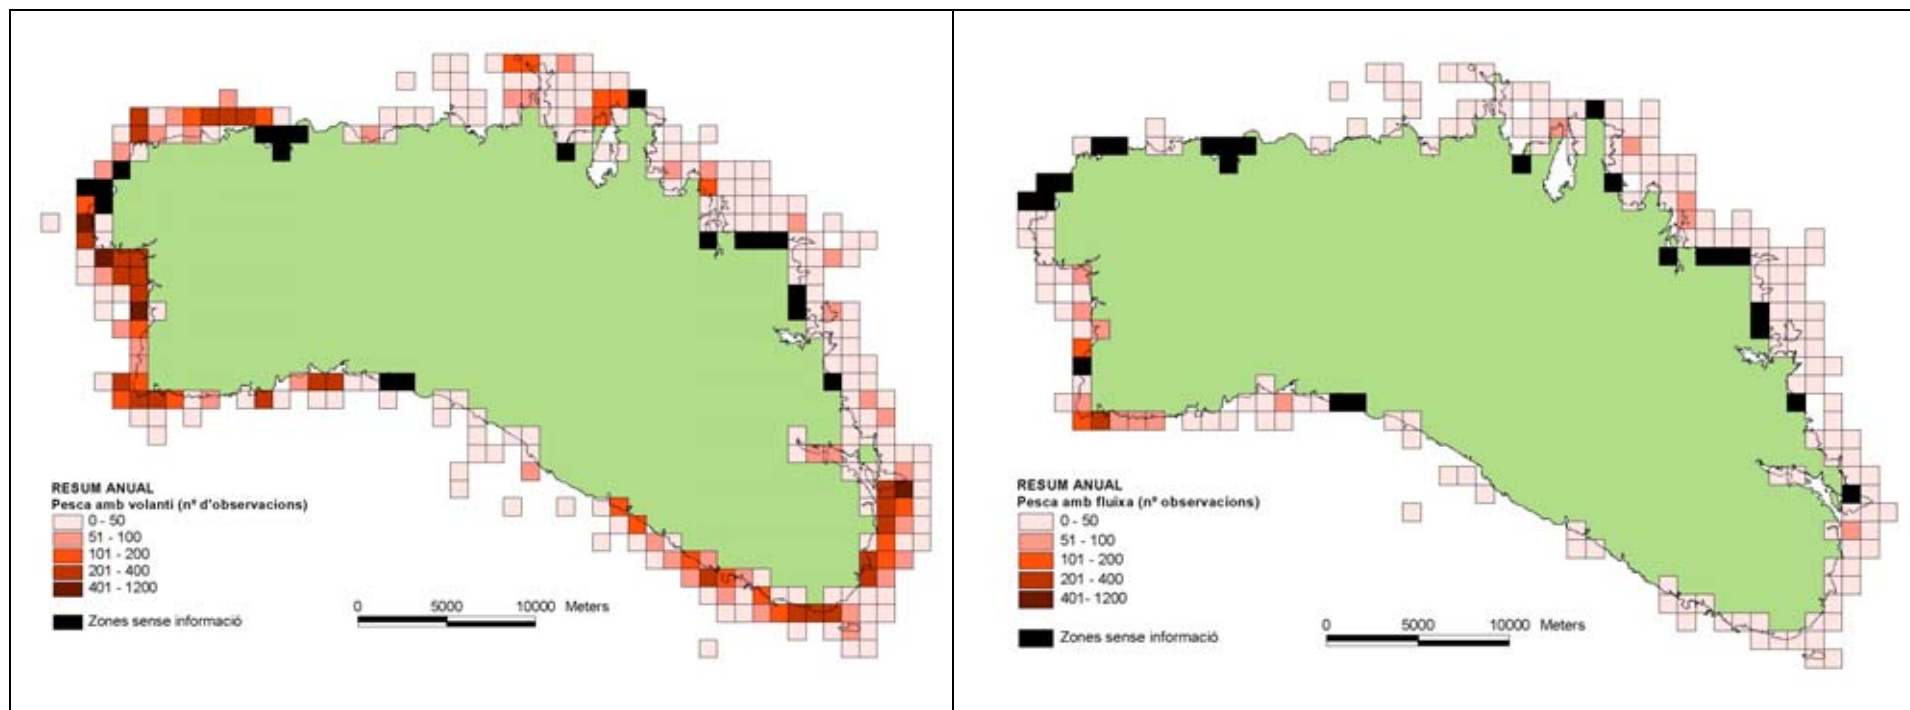 RESUM ANUAL
Pesca amb volanti (nº d'observacions)
0 - 50
51 - 100
101 - 200
201 - 400
401 - 1200
Zones sense informació
0 5000 10000 Meters
RESUM ANUAL
Pesca amb fluixa (nº observacions)
0 - 50
51 - 100
101 - 200
201 - 400
401- 1200
Zones sense informació
0 5000 10000 Meters